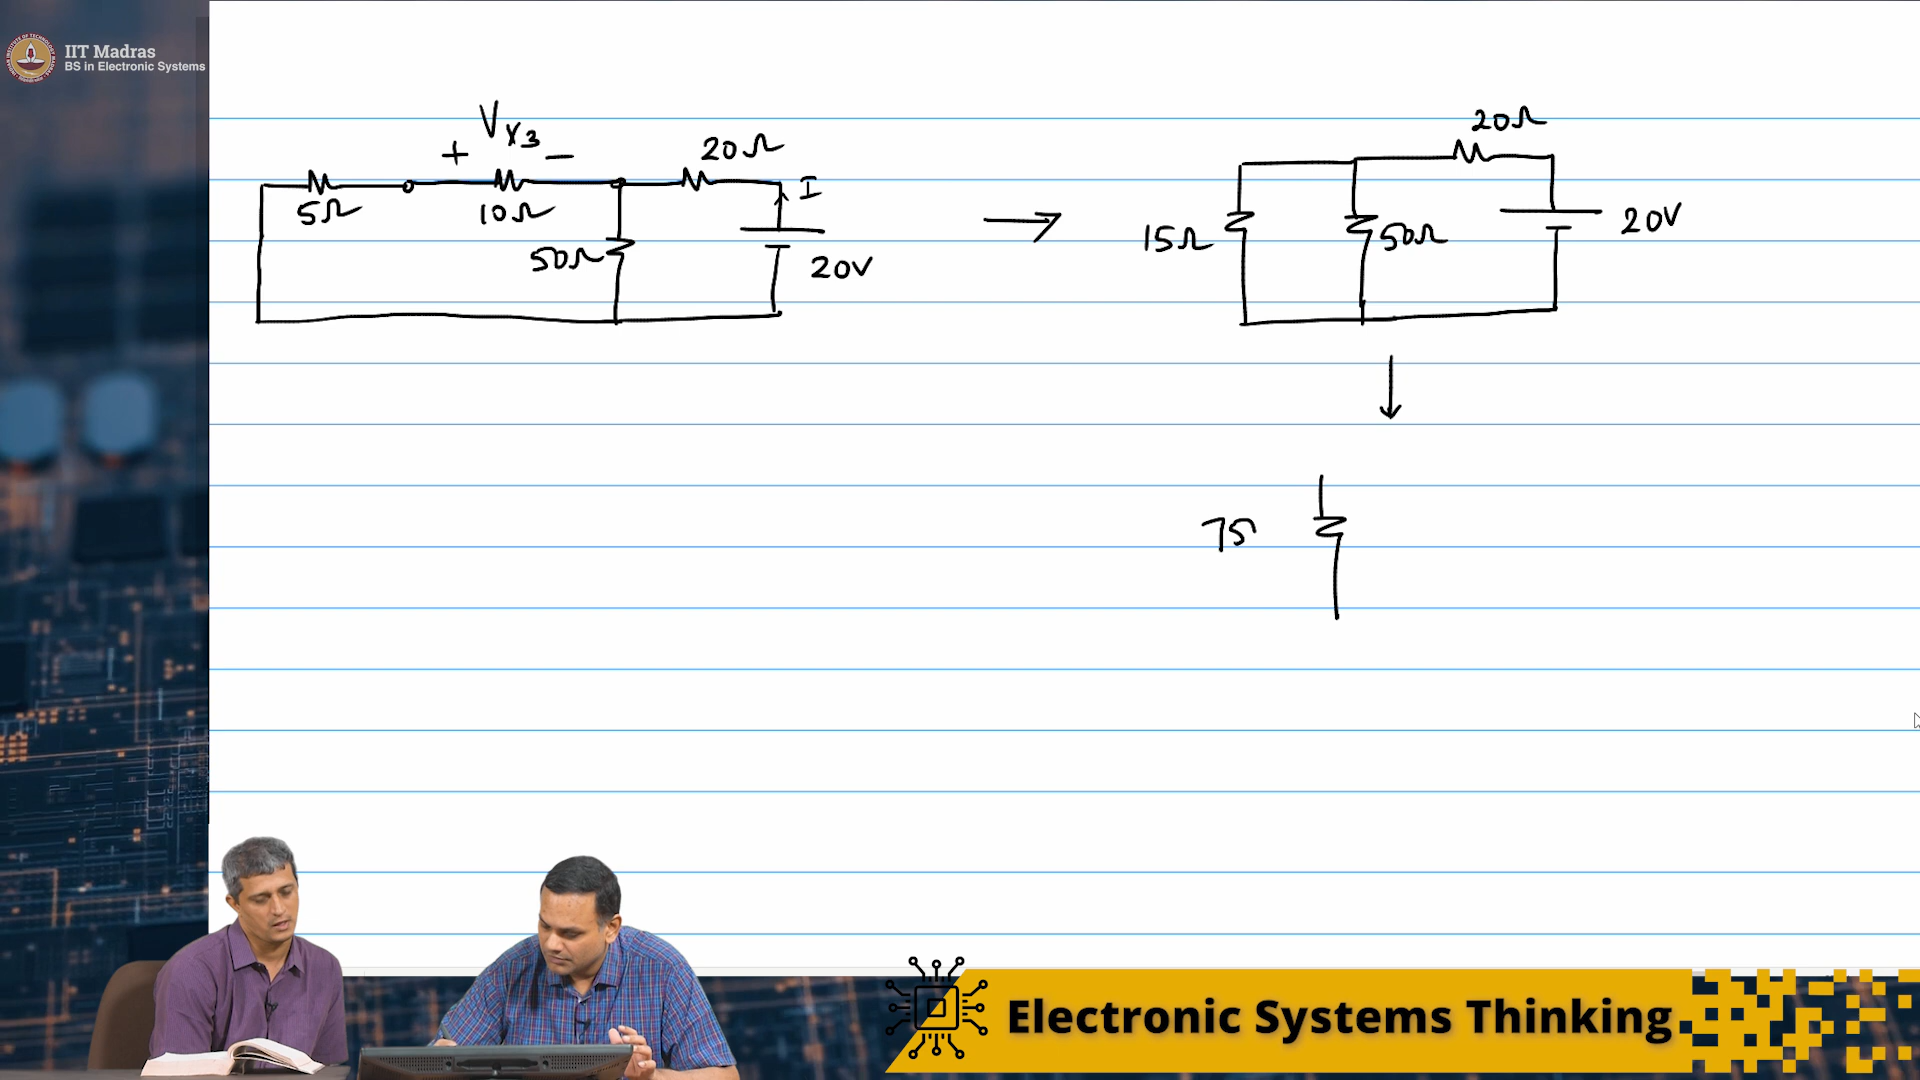 IIT Madras
BS in Electronic Systems
Vx3
+ −
5Ω
10Ω
20Ω
I
50Ω
20V
→
20Ω
15Ω
50Ω
20V
75
Electronic Systems Thinking